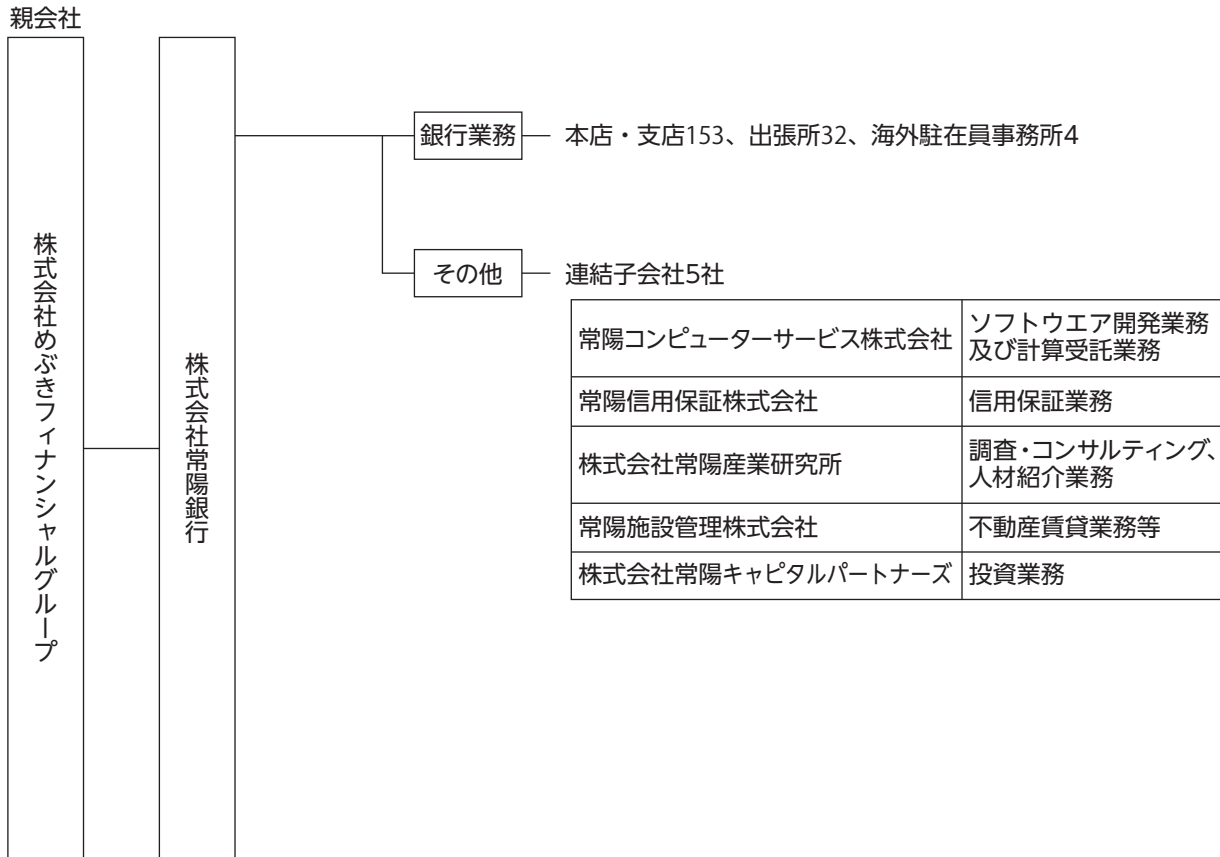 親会社
株式会社めぶきフィナンシャルグループ
株式会社常陽銀行
銀行業務
本店・支店153、出張所32、海外駐在員事務所4
その他
連結子会社5社
常陽コンピューターサービス株式会社
ソフトウエア開発業務
及び計算受託業務
常陽信用保証株式会社
信用保証業務
株式会社常陽産業研究所
調査・コンサルティング、
人材紹介業務
常陽施設管理株式会社
不動産賃貸業務等
株式会社常陽キャピタルパートナーズ
投資業務